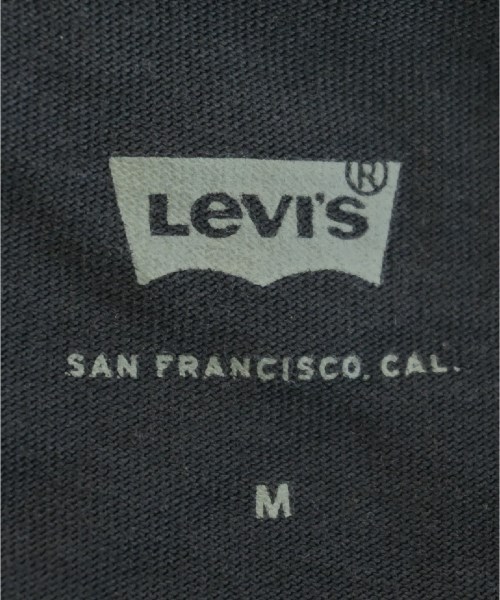 Levi's®
SAN FRANCISCO, CAL.
M